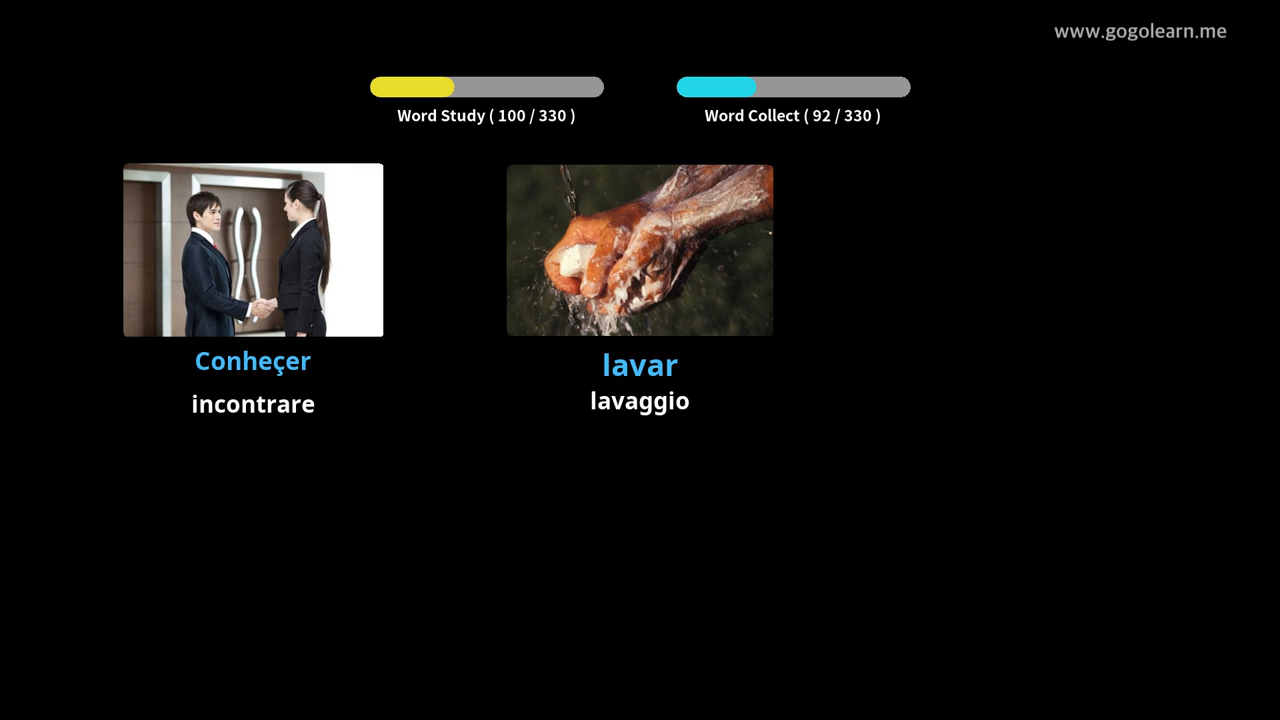 www.gogolearn.me
Word Study ( 100 / 330 )
Word Collect ( 92 / 330 )
Conheçer
incontrare
lavar
lavaggio